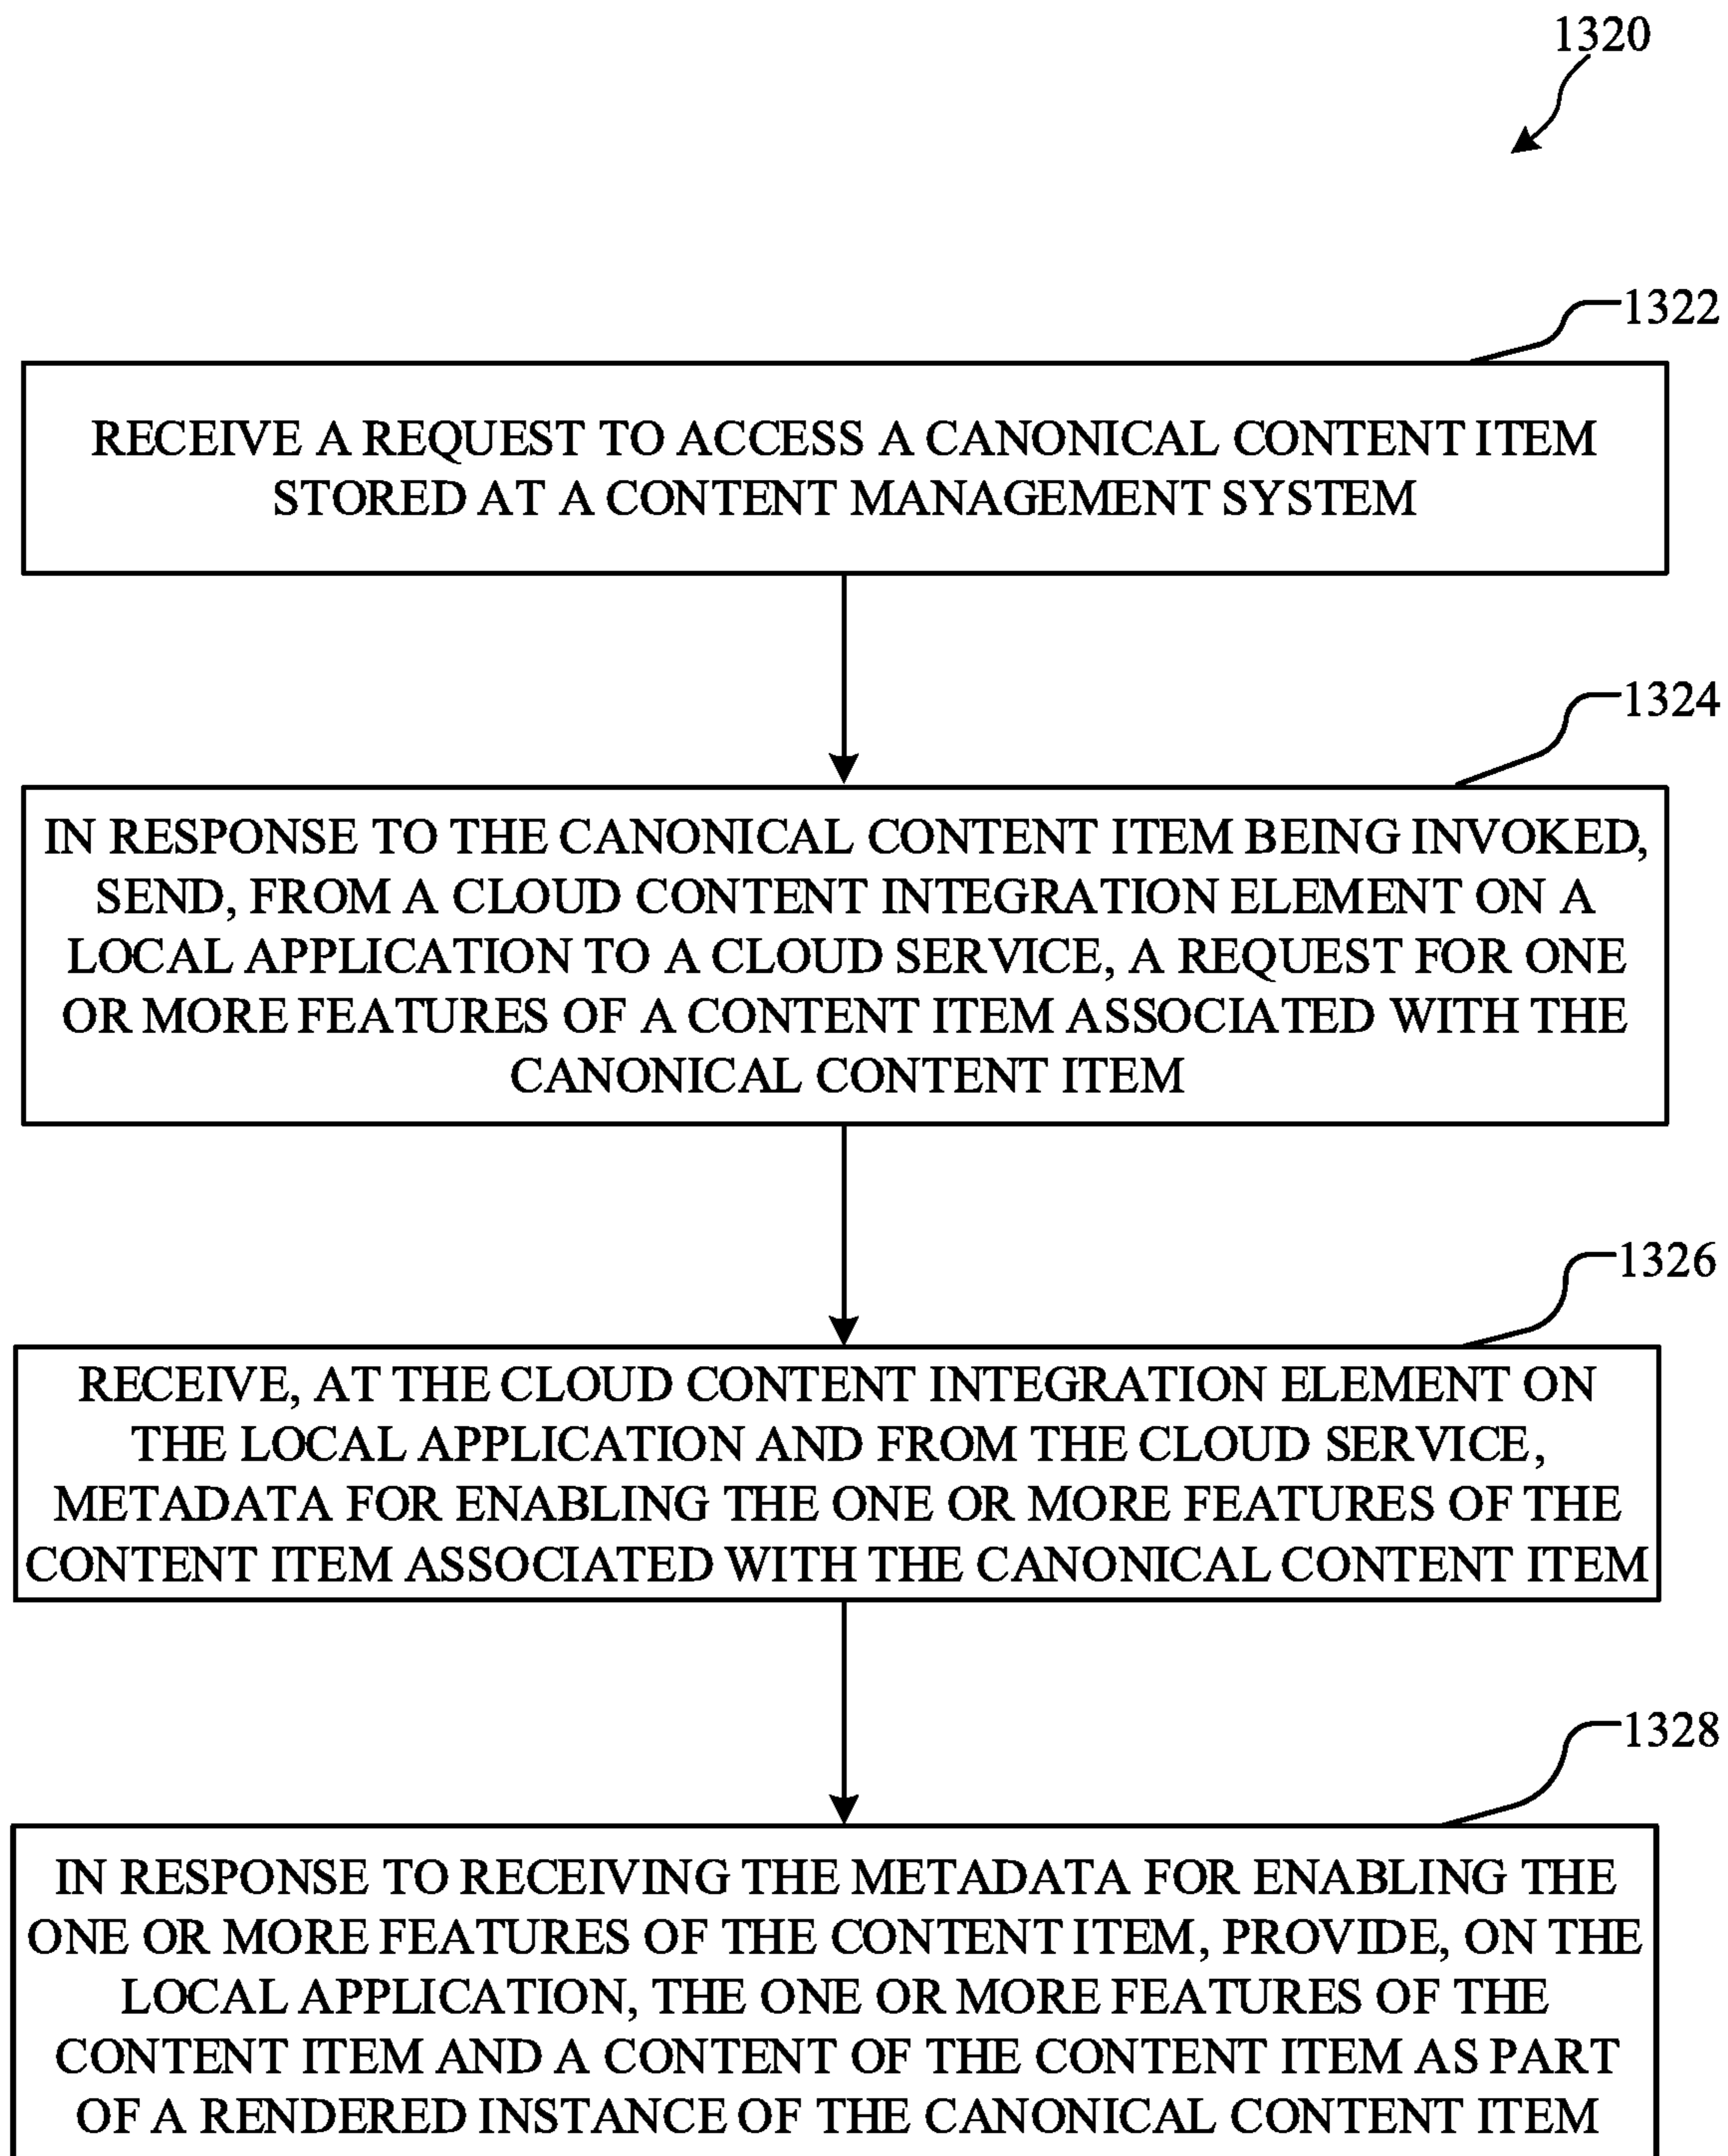 1320
1322
RECEIVE A REQUEST TO ACCESS A CANONICAL CONTENT ITEM
STORED AT A CONTENT MANAGEMENT SYSTEM
1324
IN RESPONSE TO THE CANONICAL CONTENT ITEM BEING INVOKED,
SEND, FROM A CLOUD CONTENT INTEGRATION ELEMENT ON A
LOCAL APPLICATION TO A CLOUD SERVICE, A REQUEST FOR ONE
OR MORE FEATURES OF A CONTENT ITEM ASSOCIATED WITH THE
CANONICAL CONTENT ITEM
1326
RECEIVE, AT THE CLOUD CONTENT INTEGRATION ELEMENT ON
THE LOCAL APPLICATION AND FROM THE CLOUD SERVICE,
METADATA FOR ENABLING THE ONE OR MORE FEATURES OF THE
CONTENT ITEM ASSOCIATED WITH THE CANONICAL CONTENT ITEM
1328
IN RESPONSE TO RECEIVING THE METADATA FOR ENABLING THE
ONE OR MORE FEATURES OF THE CONTENT ITEM, PROVIDE, ON THE
LOCAL APPLICATION, THE ONE OR MORE FEATURES OF THE
CONTENT ITEM AND A CONTENT OF THE CONTENT ITEM AS PART
OF A RENDERED INSTANCE OF THE CANONICAL CONTENT ITEM